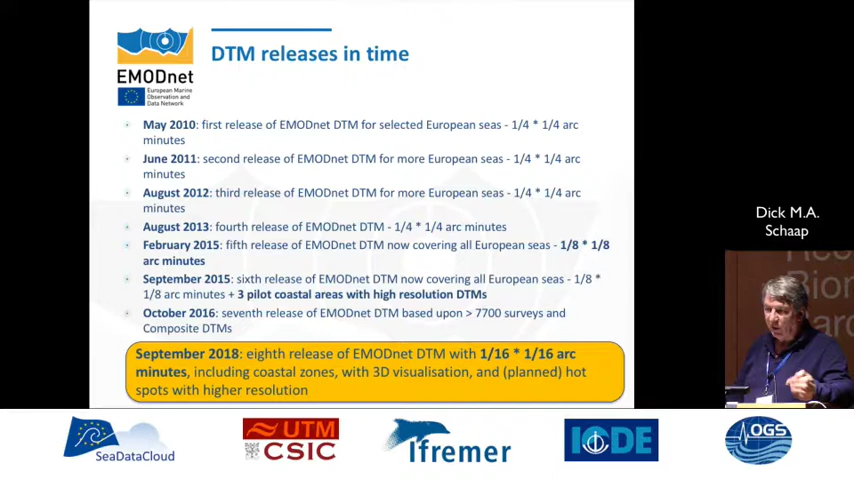 DTM releases in time
EMODnet
European Marine
Observation and
Data Network
May 2010: first release of EMODnet DTM for selected European seas - 1/4 * 1/4 arc
minutes
June 2011: second release of EMODnet DTM for more European seas - 1/4 * 1/4 arc
minutes
August 2012: third release of EMODnet DTM for more European seas - 1/4 * 1/4 arc
minutes
August 2013: fourth release of EMODnet DTM - 1/4 * 1/4 arc minutes
February 2015: fifth release of EMODnet DTM now covering all European seas - 1/8 * 1/8
arc minutes
September 2015: sixth release of EMODnet DTM now covering all European seas - 1/8 *
1/8 arc minutes + 3 pilot coastal areas with high resolution DTMs
October 2016: seventh release of EMODnet DTM based upon > 7700 surveys and
Composite DTMs
September 2018: eighth release of EMODnet DTM with 1/16 * 1/16 arc
minutes, including coastal zones, with 3D visualisation, and (planned) hot
spots with higher resolution
Dick M.A.
Schaap
SeaDataCloud
UTM
CSIC
Ifremer
IODE
OGS